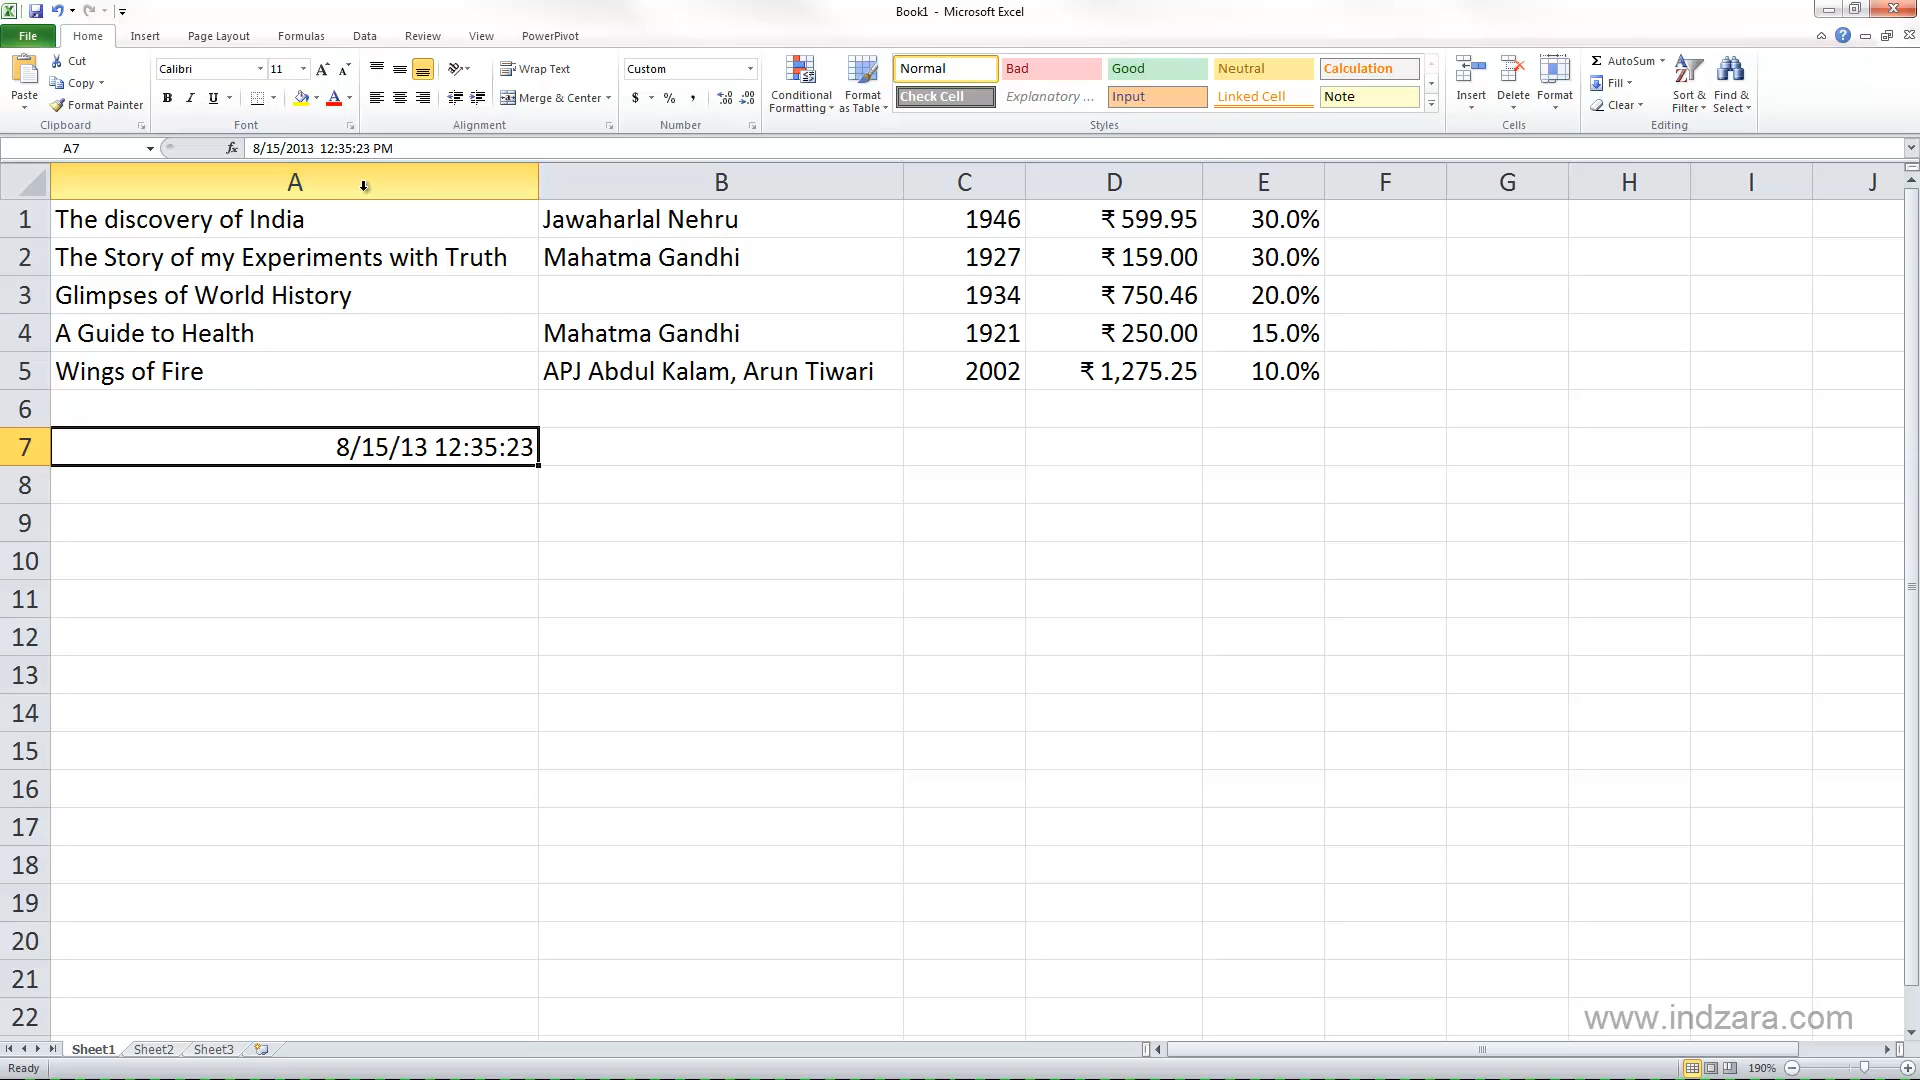 Book1 - Microsoft Excel
File Home Insert Page Layout Formulas Data Review View PowerPivot
Paste Cut Copy Format Painter Clipboard
Calibri 11 A A B I U A Font
Wrap Text Merge & Center Alignment
Custom $ % , .0 .00 .00 .0 Number
Conditional Formatting Format as Table
Normal Bad Good Neutral Calculation
Check Cell Explanatory ... Input Linked Cell Note
Styles
Insert Delete Format Cells
Σ AutoSum Fill Clear Sort & Filter Find & Select Editing
A7 fx 8/15/2013 12:35:23 PM
A B C D E F G H I J
1 The discovery of India Jawaharlal Nehru 1946 ₹ 599.95 30.0%
2 The Story of my Experiments with Truth Mahatma Gandhi 1927 ₹ 159.00 30.0%
3 Glimpses of World History 1934 ₹ 750.46 20.0%
4 A Guide to Health Mahatma Gandhi 1921 ₹ 250.00 15.0%
5 Wings of Fire APJ Abdul Kalam, Arun Tiwari 2002 ₹ 1,275.25 10.0%
6
7 8/15/13 12:35:23
8
9
10
11
12
13
14
15
16
17
18
19
20
21
22
www.indzara.com
Sheet1 Sheet2 Sheet3
Ready 190%